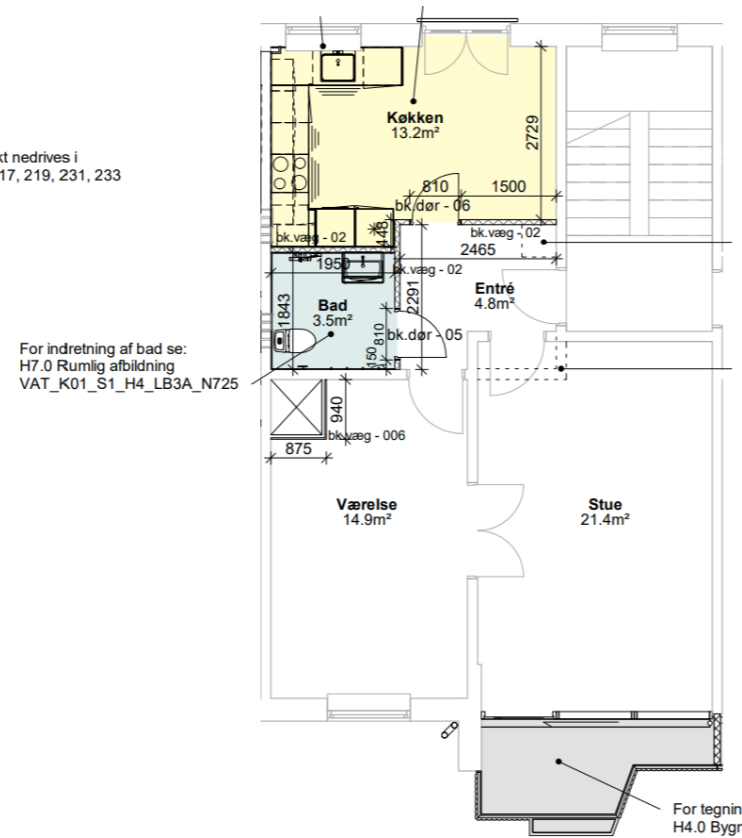 Køkken
13.2m²
2729
kt nedrives i
17, 219, 231, 233
810
1500
bk.dør - 06
448
bk.væg - 02
bk.væg - 02
2465
1950
bk.væg - 02
2291
Entré
4.8m²
1843
Bad
3.5m²
810
bk.dør - 05
150
For indretning af bad se:
H7.0 Rumlig afbildning
VAT_K01_S1_H4_LB3A_N725
940
bk.væg - 006
875
Værelse
14.9m²
Stue
21.4m²
For tegnin
H4.0 Bygn